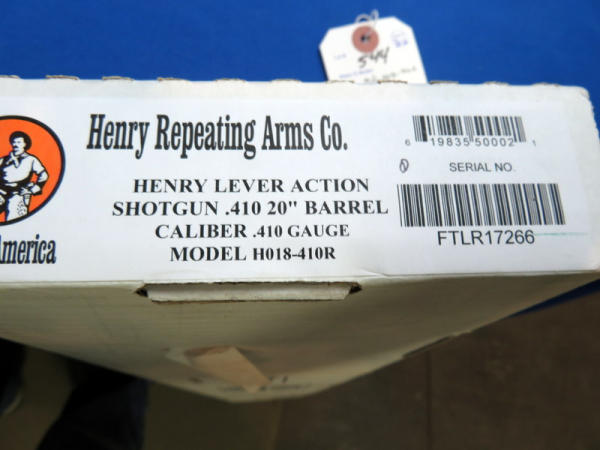 544
Henry Repeating Arms Co.
America
HENRY LEVER ACTION
SHOTGUN .410 20" BARREL
CALIBER .410 GAUGE
MODEL H018-410R
6 19835 50002 1
SERIAL NO.
FTLR17266